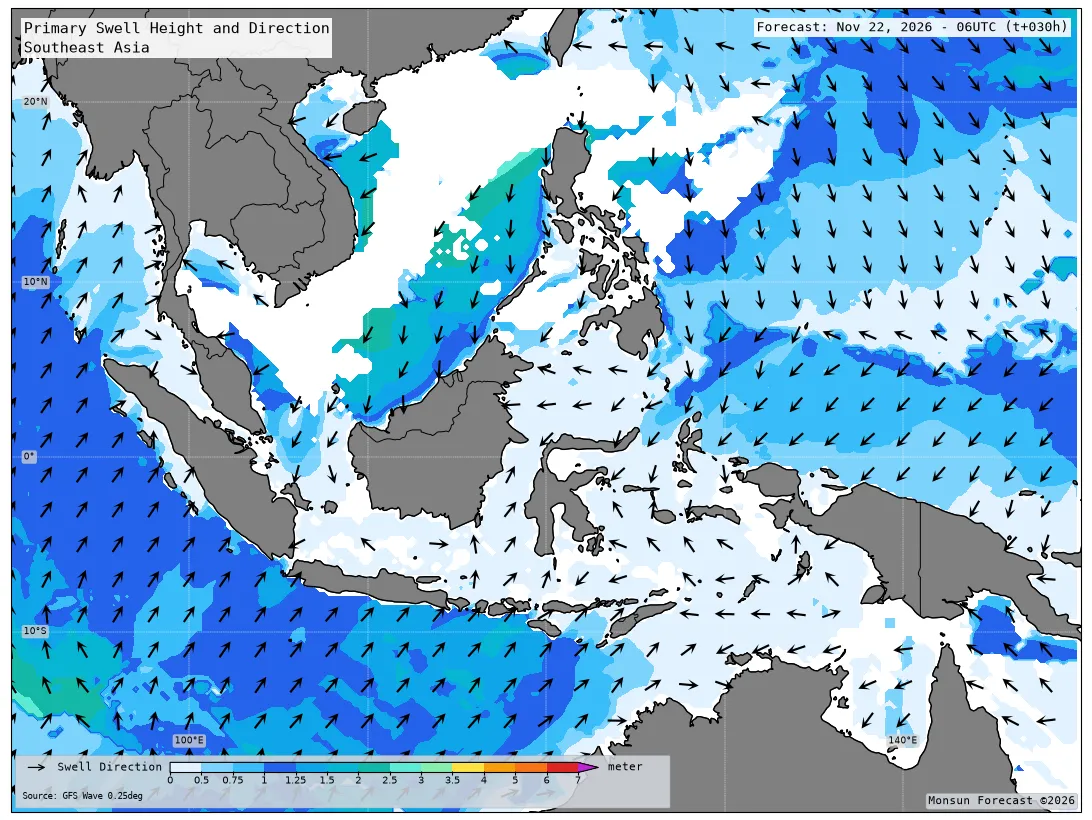 Primary Swell Height and Direction
Southeast Asia
Forecast: Nov 22, 2026 - 06UTC (t+030h)
20°N
10°N
0°
10°S
100°E
140°E
Swell Direction
meter
0 0.5 0.75 1 1.25 1.5 2 2.5 3 3.5 4 5 6 7
Source: GFS Wave 0.25deg
Monsun Forecast ©2026